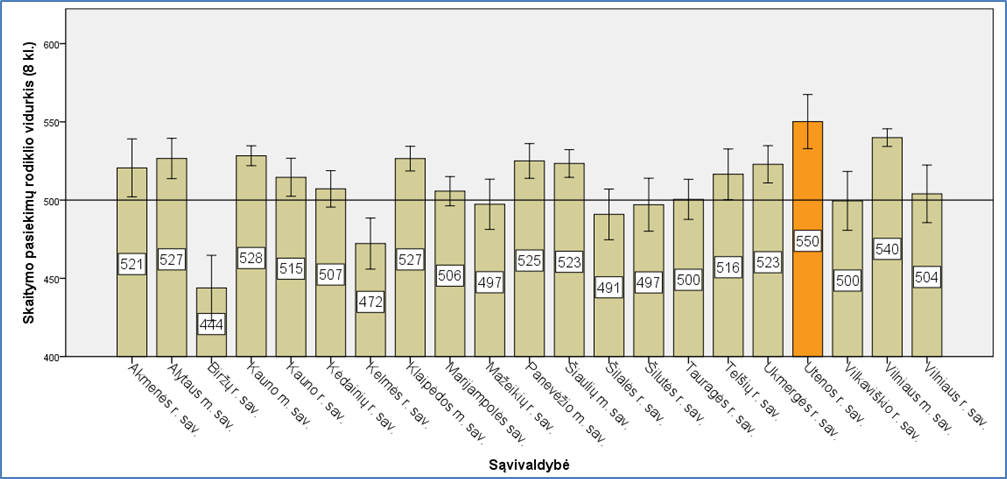 Skaitymo pasiekimų rodiklio vidurkis (8 kl.)
600
550
500
450
400
521
527
444
528
515
507
472
527
506
497
525
523
491
497
500
516
523
550
500
540
504
Akmenės r. sav.
Alytaus m. sav.
Biržų r. sav.
Kauno m. sav.
Kauno r. sav.
Kėdainių r. sav.
Kelmės r. sav.
Klaipėdos m. sav.
Marijampolės sav.
Mažeikių r. sav.
Panevėžio m. sav.
Šiaulių m. sav.
Šilalės r. sav.
Šilutės r. sav.
Tauragės r. sav.
Telšių r. sav.
Ukmergės r. sav.
Utenos r. sav.
Vilkaviškio r. sav.
Vilniaus m. sav.
Vilniaus r. sav.
Sąvivaldybė